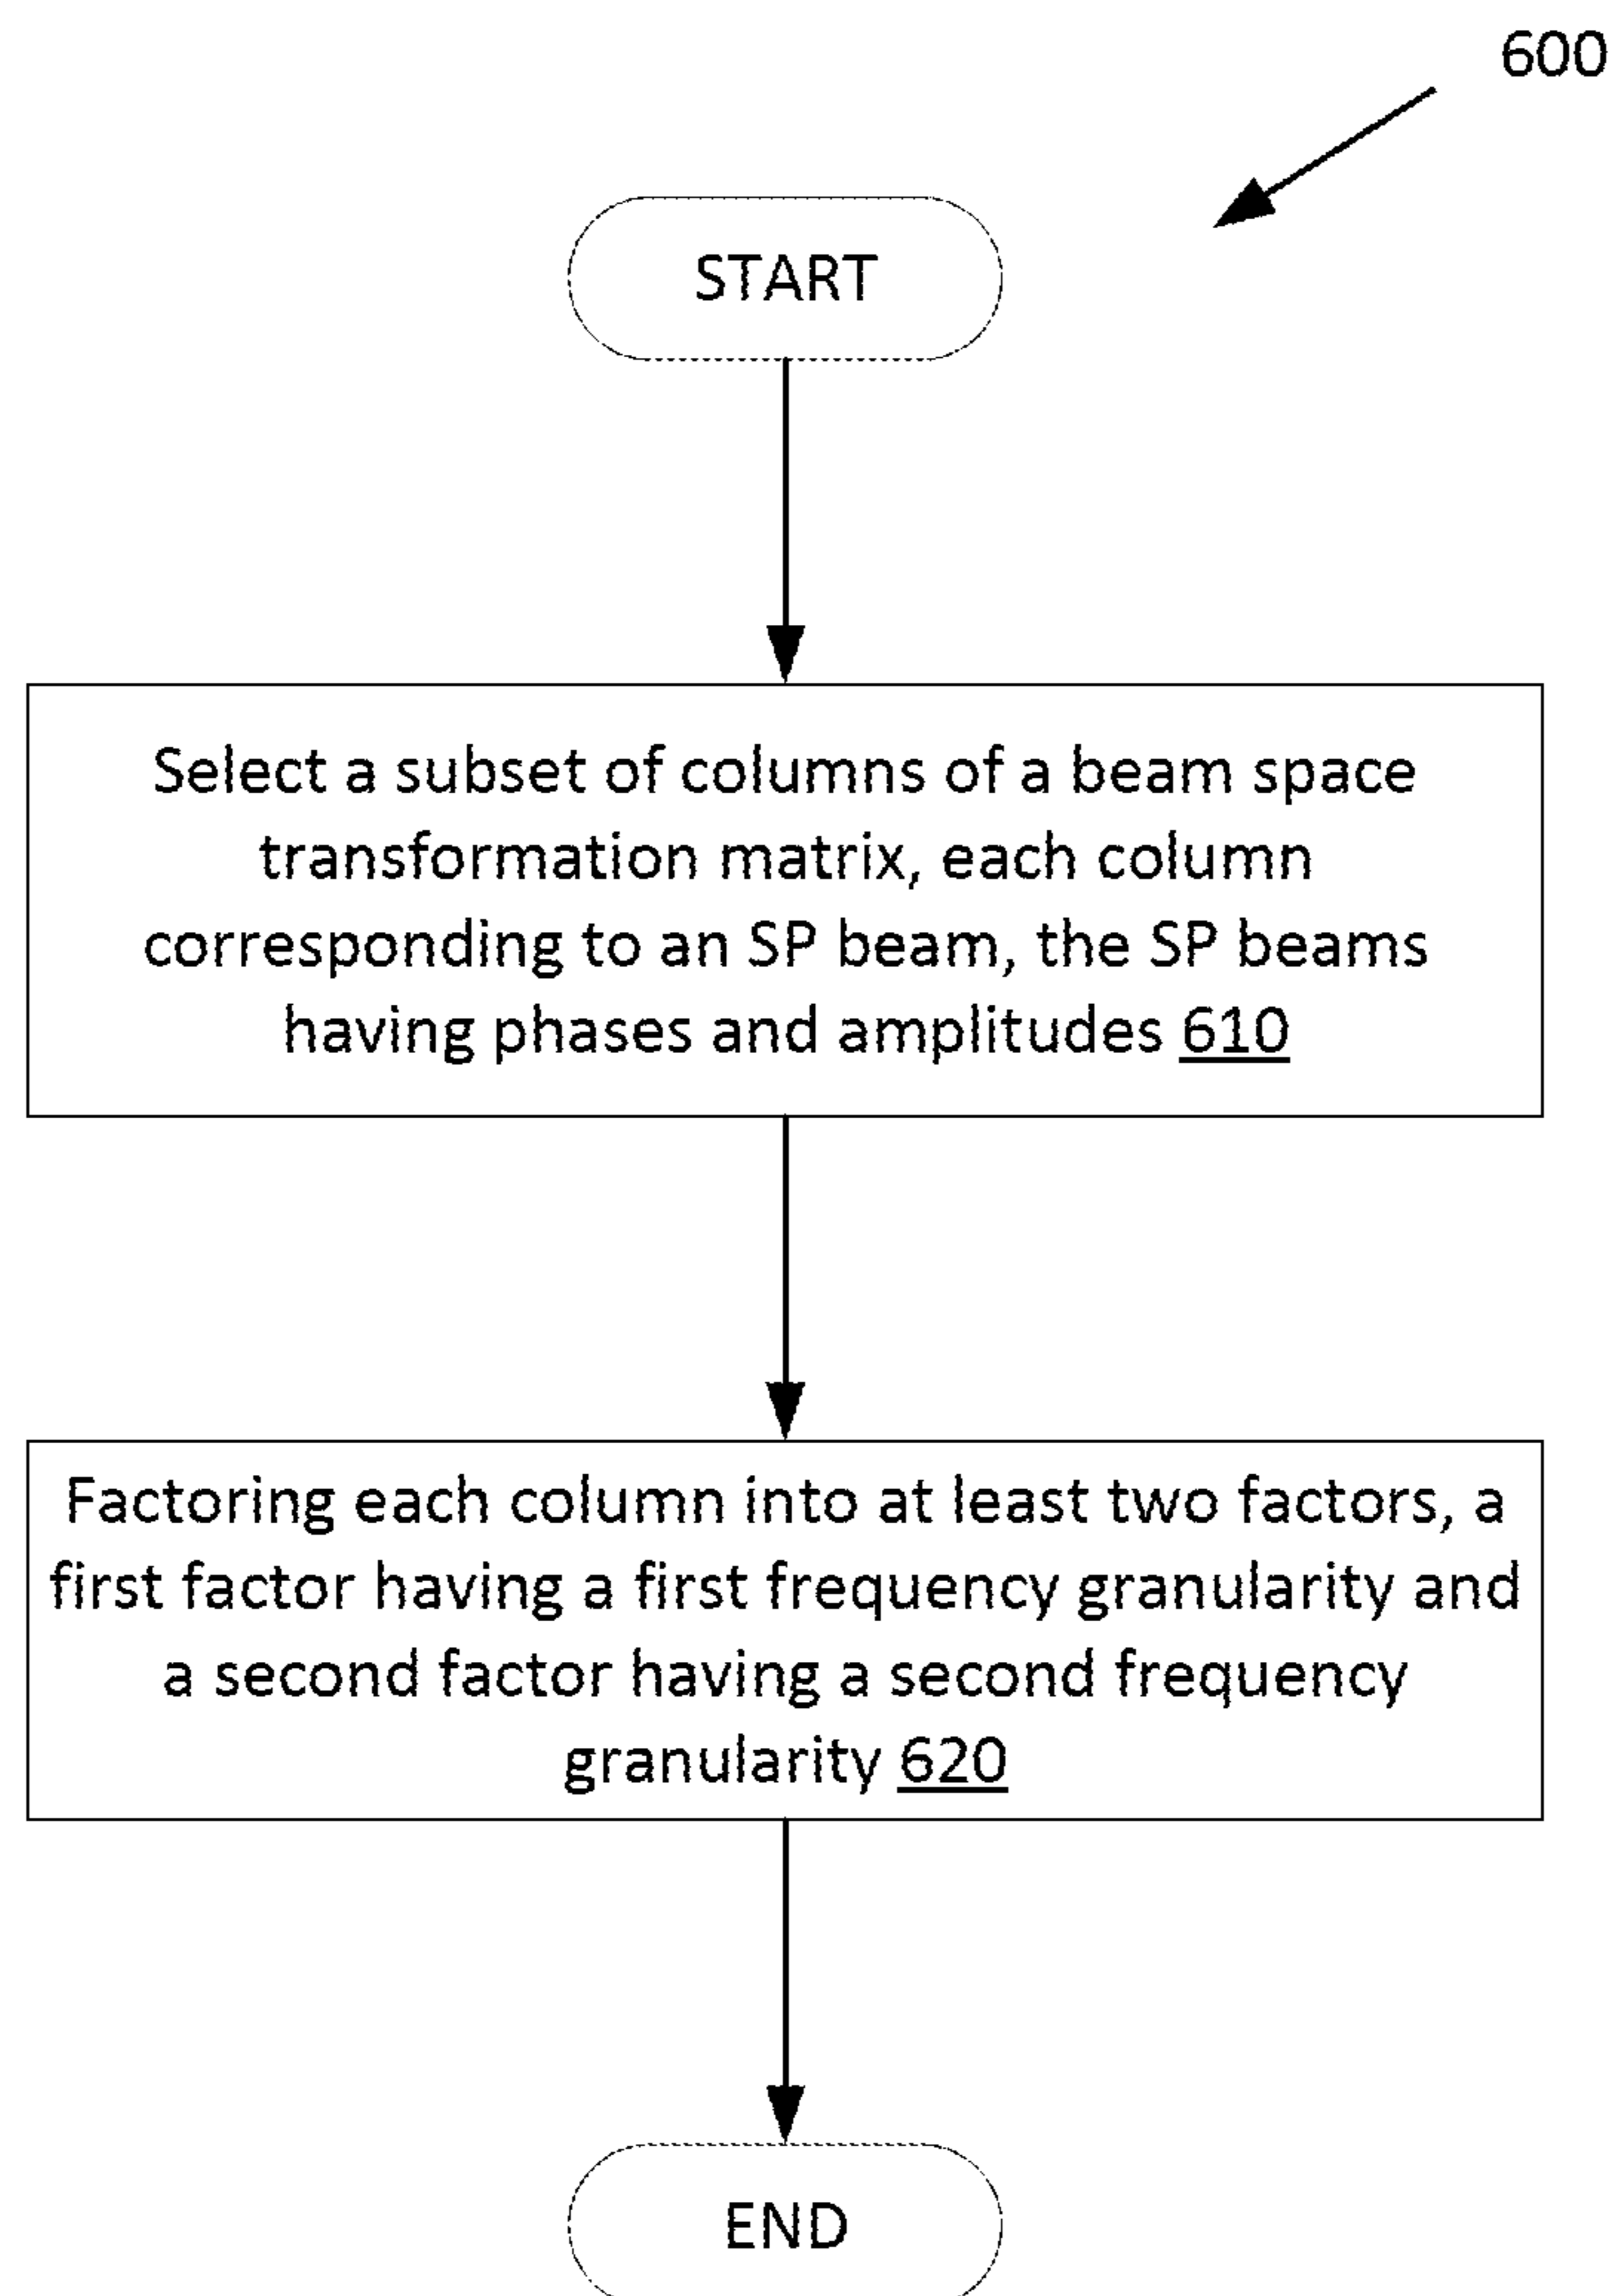 600
START
Select a subset of columns of a beam space
transformation matrix, each column
corresponding to an SP beam, the SP beams
having phases and amplitudes 610
Factoring each column into at least two factors, a
first factor having a first frequency granularity and
a second factor having a second frequency
granularity 620
END